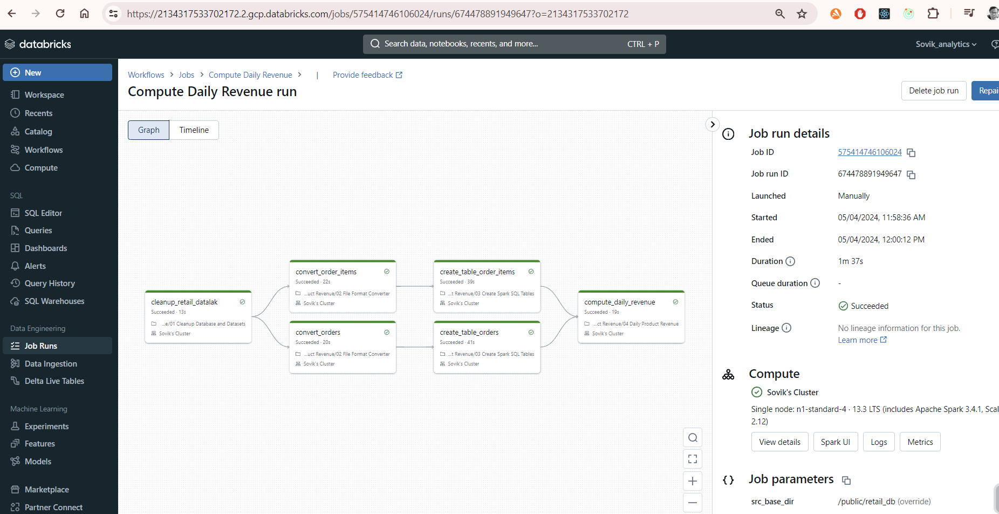 https://2134317533702172.2.gcp.databricks.com/jobs/575414746106024/runs/674478891949647?o=2134317533702172
databricks
Search data, notebooks, recents, and more...
CTRL + P
Sovik_analytics
New
Workspace
Recents
Catalog
Workflows
Compute
SQL
SQL Editor
Queries
Dashboards
Alerts
Query History
SQL Warehouses
Data Engineering
Job Runs
Data Ingestion
Delta Live Tables
Machine Learning
Experiments
Features
Models
Marketplace
Partner Connect
Workflows > Jobs > Compute Daily Revenue > | Provide feedback
Compute Daily Revenue run
Delete job run
Repai
Graph
Timeline
cleanup_retail_datalak
Succeeded · 13s
...e/01 Cleanup Database and Datasets
Sovik's Cluster
convert_order_items
Succeeded · 22s
...uct Revenue/02 File Format Converter
Sovik's Cluster
convert_orders
Succeeded · 20s
...uct Revenue/02 File Format Converter
Sovik's Cluster
create_table_order_items
Succeeded · 39s
...t Revenue/03 Create Spark SQL Tables
Sovik's Cluster
create_table_orders
Succeeded · 41s
...t Revenue/03 Create Spark SQL Tables
Sovik's Cluster
compute_daily_revenue
Succeeded · 19s
...ct Revenue/04 Daily Product Revenue
Sovik's Cluster
Job run details
Job ID 575414746106024
Job run ID 674478891949647
Launched Manually
Started 05/04/2024, 11:58:36 AM
Ended 05/04/2024, 12:00:12 PM
Duration 1m 37s
Queue duration -
Status Succeeded
Lineage No lineage information for this job.
Learn more
Compute
Sovik's Cluster
Single node: n1-standard-4 · 13.3 LTS (includes Apache Spark 3.4.1, Scal
2.12)
View details
Spark UI
Logs
Metrics
Job parameters
src_base_dir /public/retail_db (override)